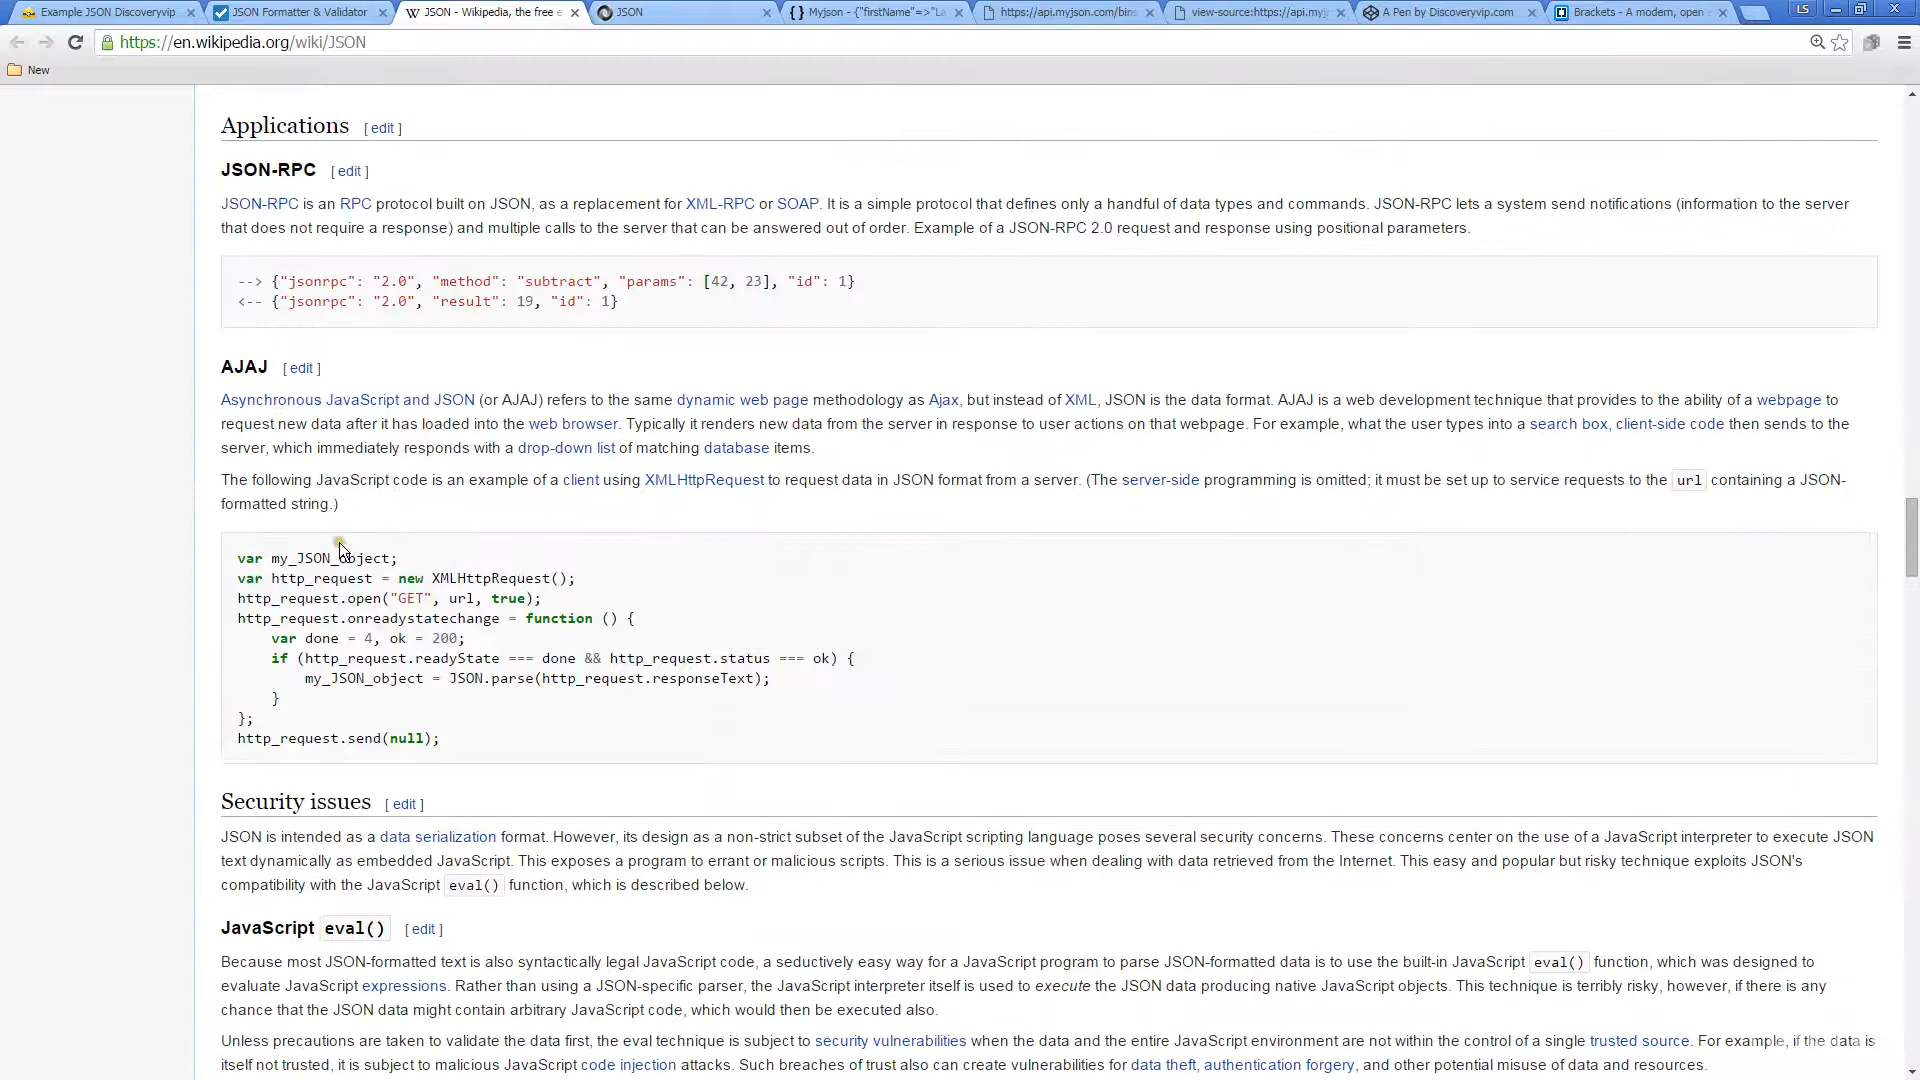 Example JSON Discoveryvip
JSON Formatter & Validator
JSON - Wikipedia, the free e
JSON
Myjson - {"firstName"=>"La
https://api.myjson.com/bins
view-source:https://api.myj
A Pen by Discoveryvip.com
Brackets - A modern, open
LS
https://en.wikipedia.org/wiki/JSON
New
Applications [ edit ]
JSON-RPC [ edit ]
JSON-RPC is an RPC protocol built on JSON, as a replacement for XML-RPC or SOAP. It is a simple protocol that defines only a handful of data types and commands. JSON-RPC lets a system send notifications (information to the server
that does not require a response) and multiple calls to the server that can be answered out of order. Example of a JSON-RPC 2.0 request and response using positional parameters.
--> {"jsonrpc": "2.0", "method": "subtract", "params": [42, 23], "id": 1}
<-- {"jsonrpc": "2.0", "result": 19, "id": 1}
AJAJ [ edit ]
Asynchronous JavaScript and JSON (or AJAJ) refers to the same dynamic web page methodology as Ajax, but instead of XML, JSON is the data format. AJAJ is a web development technique that provides to the ability of a webpage to
request new data after it has loaded into the web browser. Typically it renders new data from the server in response to user actions on that webpage. For example, what the user types into a search box, client-side code then sends to the
server, which immediately responds with a drop-down list of matching database items.
The following JavaScript code is an example of a client using XMLHttpRequest to request data in JSON format from a server. (The server-side programming is omitted; it must be set up to service requests to the url containing a JSON-
formatted string.)
var my_JSON_object;
var http_request = new XMLHttpRequest();
http_request.open("GET", url, true);
http_request.onreadystatechange = function () {
    var done = 4, ok = 200;
    if (http_request.readyState === done && http_request.status === ok) {
        my_JSON_object = JSON.parse(http_request.responseText);
    }
};
http_request.send(null);
Security issues [ edit ]
JSON is intended as a data serialization format. However, its design as a non-strict subset of the JavaScript scripting language poses several security concerns. These concerns center on the use of a JavaScript interpreter to execute JSON
text dynamically as embedded JavaScript. This exposes a program to errant or malicious scripts. This is a serious issue when dealing with data retrieved from the Internet. This easy and popular but risky technique exploits JSON's
compatibility with the JavaScript eval() function, which is described below.
JavaScript eval() [ edit ]
Because most JSON-formatted text is also syntactically legal JavaScript code, a seductively easy way for a JavaScript program to parse JSON-formatted data is to use the built-in JavaScript eval() function, which was designed to
evaluate JavaScript expressions. Rather than using a JSON-specific parser, the JavaScript interpreter itself is used to execute the JSON data producing native JavaScript objects. This technique is terribly risky, however, if there is any
chance that the JSON data might contain arbitrary JavaScript code, which would then be executed also.
Unless precautions are taken to validate the data first, the eval technique is subject to security vulnerabilities when the data and the entire JavaScript environment are not within the control of a single trusted source. For example, if the data is
itself not trusted, it is subject to malicious JavaScript code injection attacks. Such breaches of trust also can create vulnerabilities for data theft, authentication forgery, and other potential misuse of data and resources.